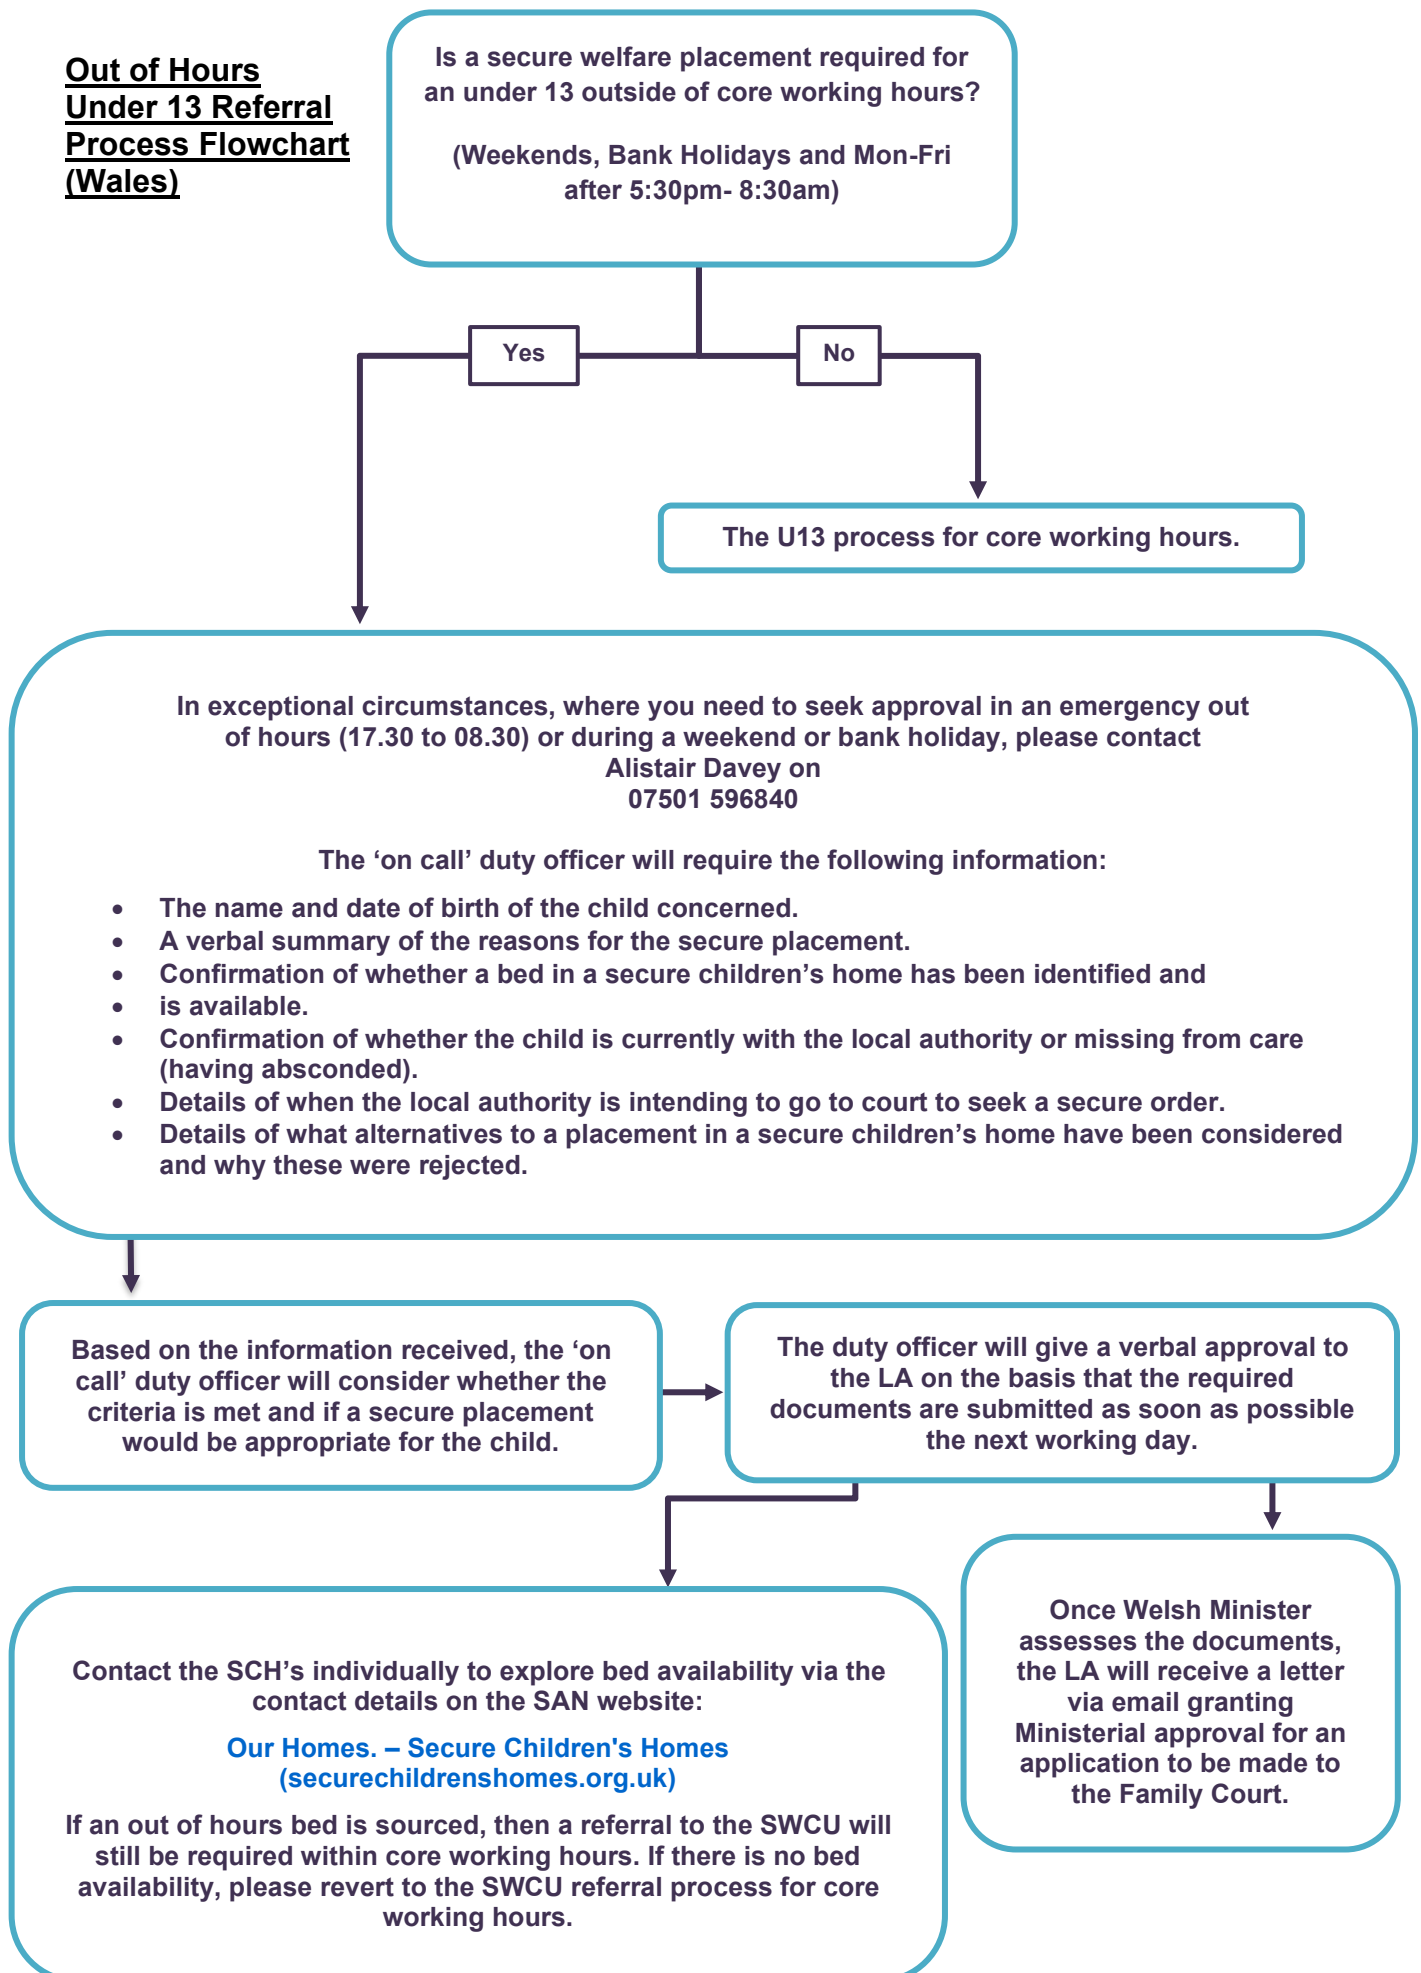 Out of Hours
Under 13 Referral
Process Flowchart
(Wales)
Is a secure welfare placement required for
an under 13 outside of core working hours?
(Weekends, Bank Holidays and Mon-Fri
after 5:30pm- 8:30am)
Yes
No
The U13 process for core working hours.
In exceptional circumstances, where you need to seek approval in an emergency out
of hours (17.30 to 08.30) or during a weekend or bank holiday, please contact
Alistair Davey on
07501 596840
The ‘on call’ duty officer will require the following information:
• The name and date of birth of the child concerned.
• A verbal summary of the reasons for the secure placement.
• Confirmation of whether a bed in a secure children’s home has been identified and
• is available.
• Confirmation of whether the child is currently with the local authority or missing from care
(having absconded).
• Details of when the local authority is intending to go to court to seek a secure order.
• Details of what alternatives to a placement in a secure children’s home have been considered
and why these were rejected.
Based on the information received, the ‘on
call’ duty officer will consider whether the
criteria is met and if a secure placement
would be appropriate for the child.
The duty officer will give a verbal approval to
the LA on the basis that the required
documents are submitted as soon as possible
the next working day.
Contact the SCH’s individually to explore bed availability via the
contact details on the SAN website:
Our Homes. – Secure Children's Homes
(securechildrenshomes.org.uk)
If an out of hours bed is sourced, then a referral to the SWCU will
still be required within core working hours. If there is no bed
availability, please revert to the SWCU referral process for core
working hours.
Once Welsh Minister
assesses the documents,
the LA will receive a letter
via email granting
Ministerial approval for an
application to be made to
the Family Court.